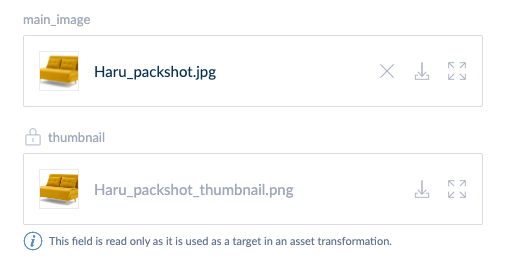 main_image
Haru_packshot.jpg
thumbnail
Haru_packshot_thumbnail.png
This field is read only as it is used as a target in an asset transformation.